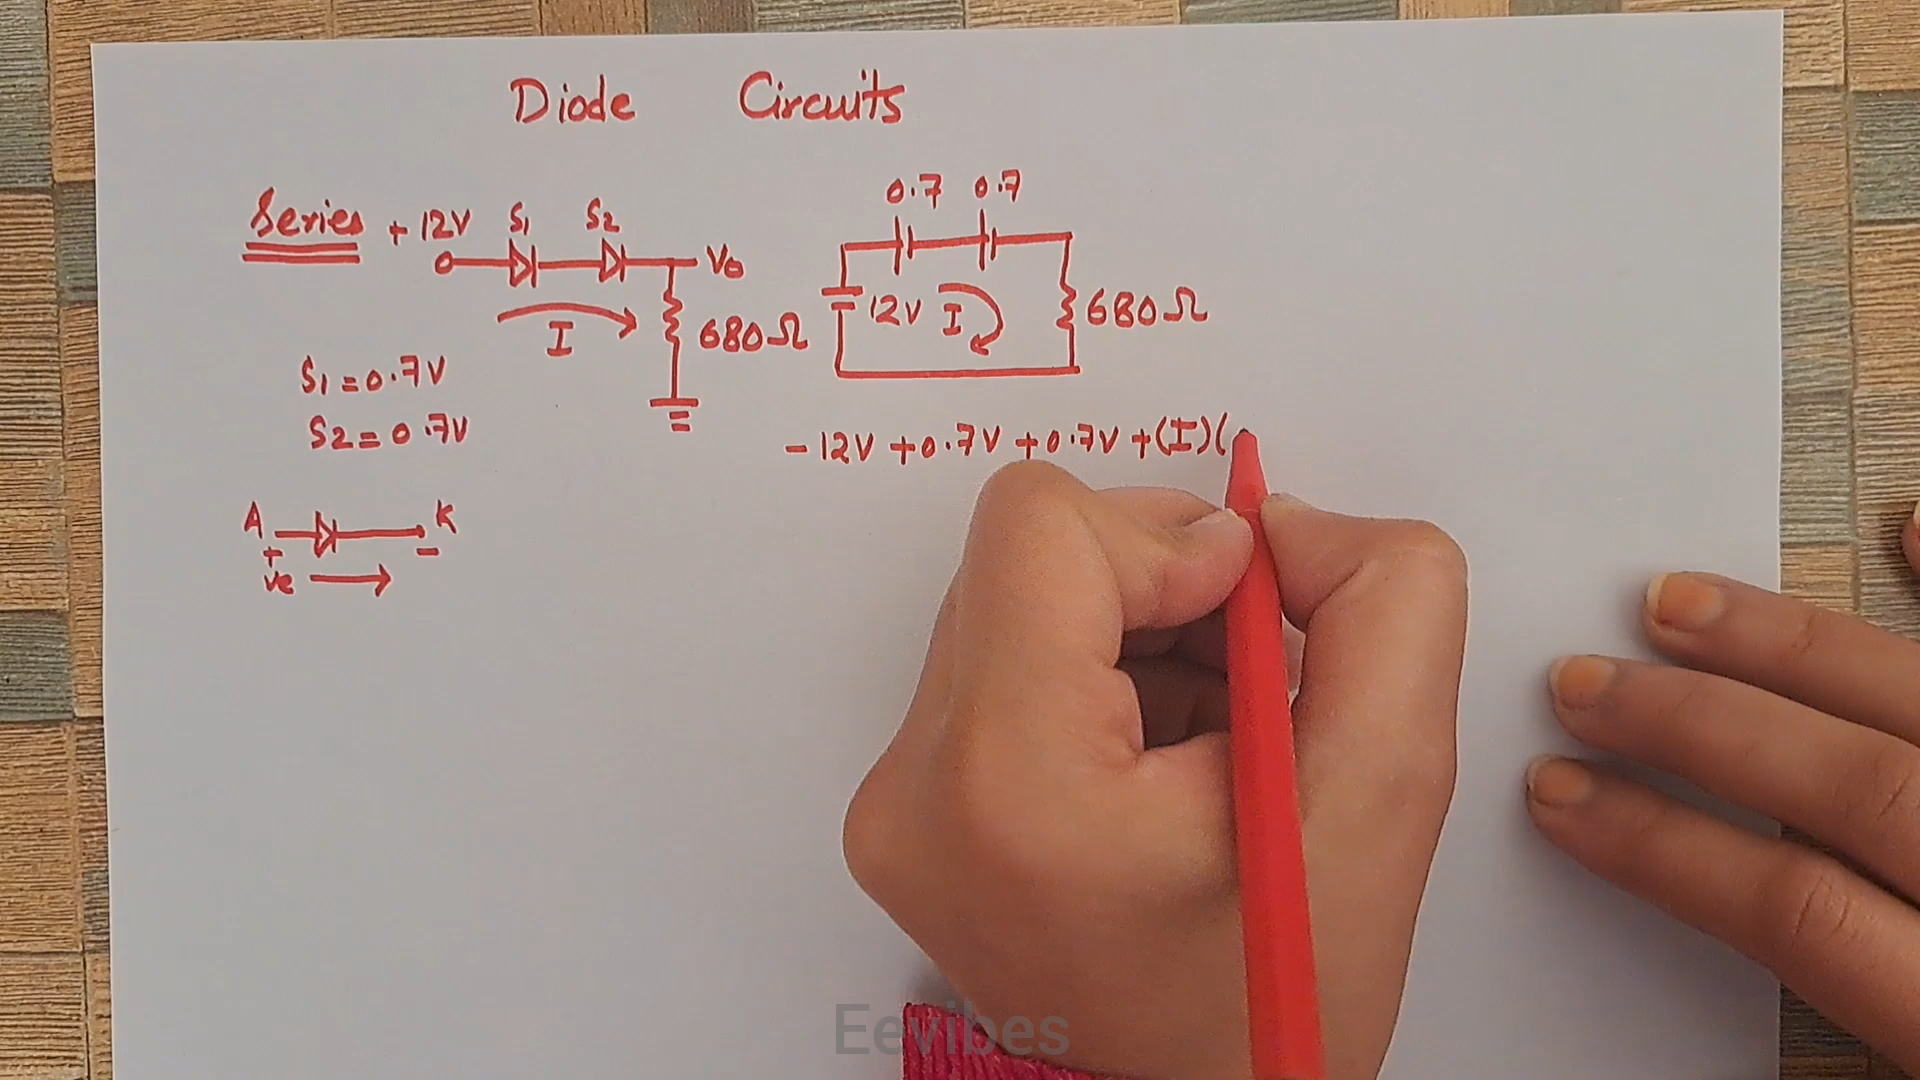 Diode Circuits
Series
+12V S1 S2 V0
I
680Ω
0.7 0.7
12V I 680Ω
S1 = 0.7V
S2 = 0.7V
-12V +0.7V +0.7V +(I)(
A K
+ -
ve
Eevibes